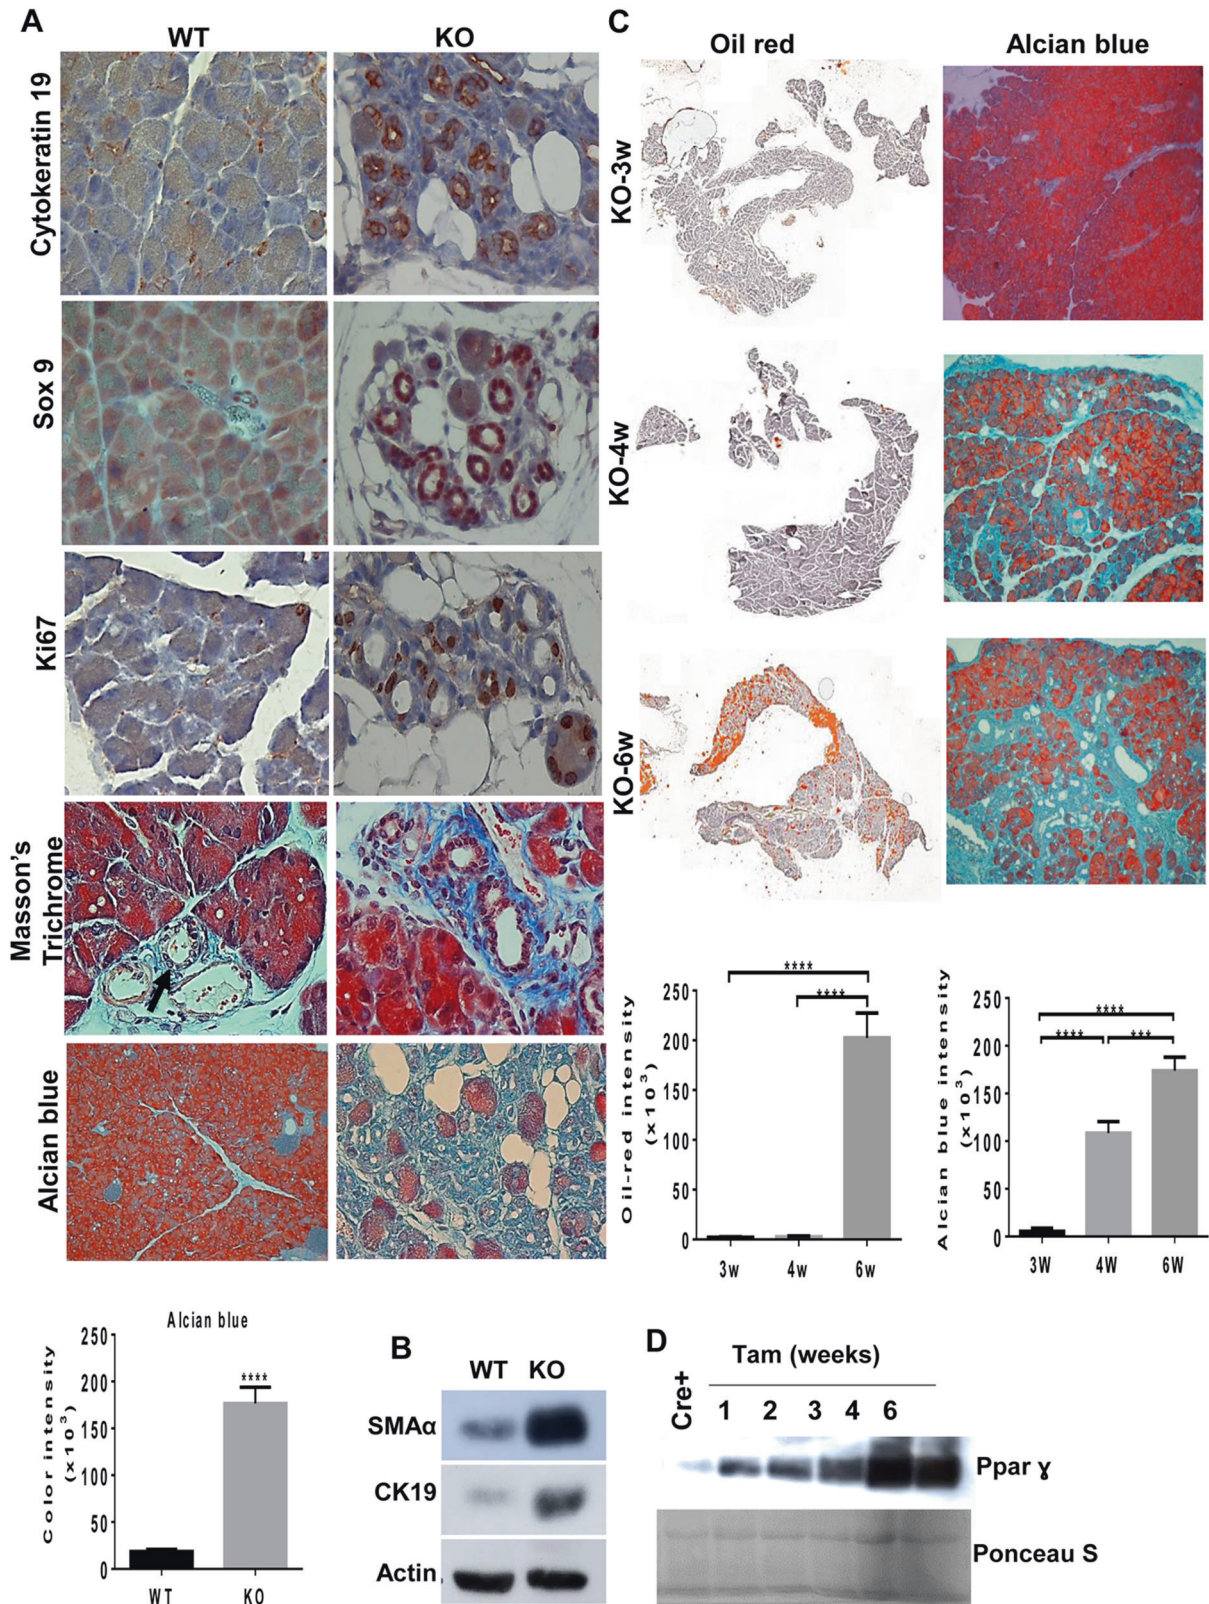 A
WT KO
Cytokeratin 19
Sox 9
Ki67
Masson's
Trichrome
Alcian blue
Alcian blue
Color intensity
(x10³)
250
200
150
100
50
0
****
WT KO
B
WT KO
SMAα
CK19
Actin
C
Oil red Alcian blue
KO-3w
KO-4w
KO-6w
Oil-red intensity
(x10³)
250
200
150
100
50
0
****
****
3w 4w 6w
Alcian blue intensity
(x10³)
250
200
150
100
50
0
****
**** ***
3W 4W 6W
D
Tam (weeks)
Cre+ 1 2 3 4 6
Ppar ɣ
Ponceau S